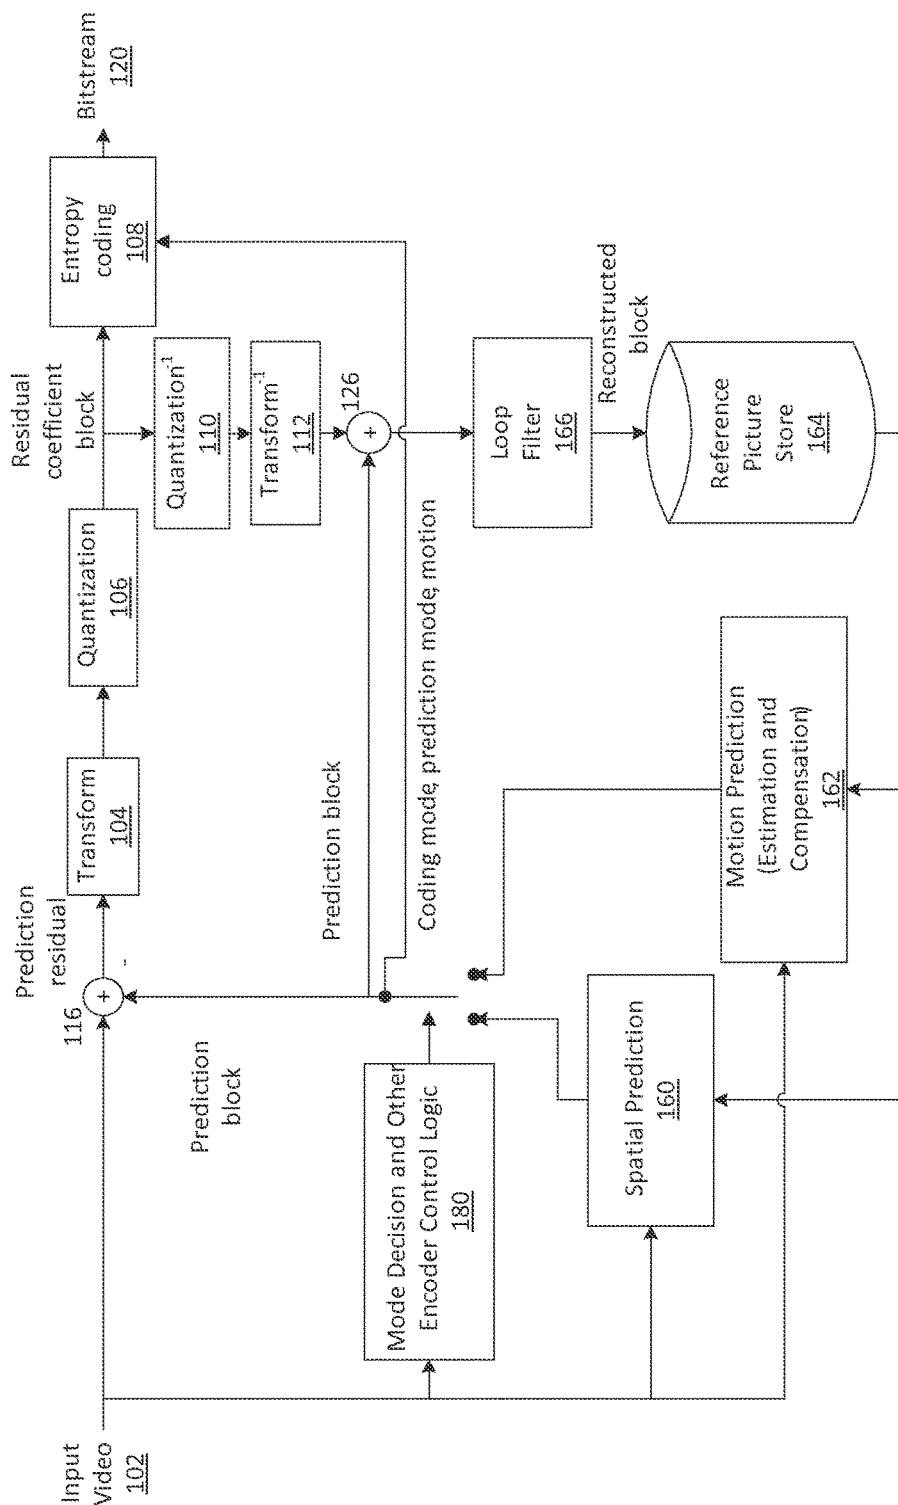 Input
Video
102
116
+
Prediction
residual
-
Transform
104
Quantization
106
Residual
coefficient
block
Entropy
coding
108
Bitstream
120
Prediction
block
Prediction block
Quantization-1
110
Transform-1
112
126
+
Coding mode, prediction mode, motion
Mode Decision and Other
Encoder Control Logic
180
Loop
Filter
166
Reconstructed
block
Spatial Prediction
160
Motion Prediction
(Estimation and
Compensation)
162
Reference
Picture
Store
164